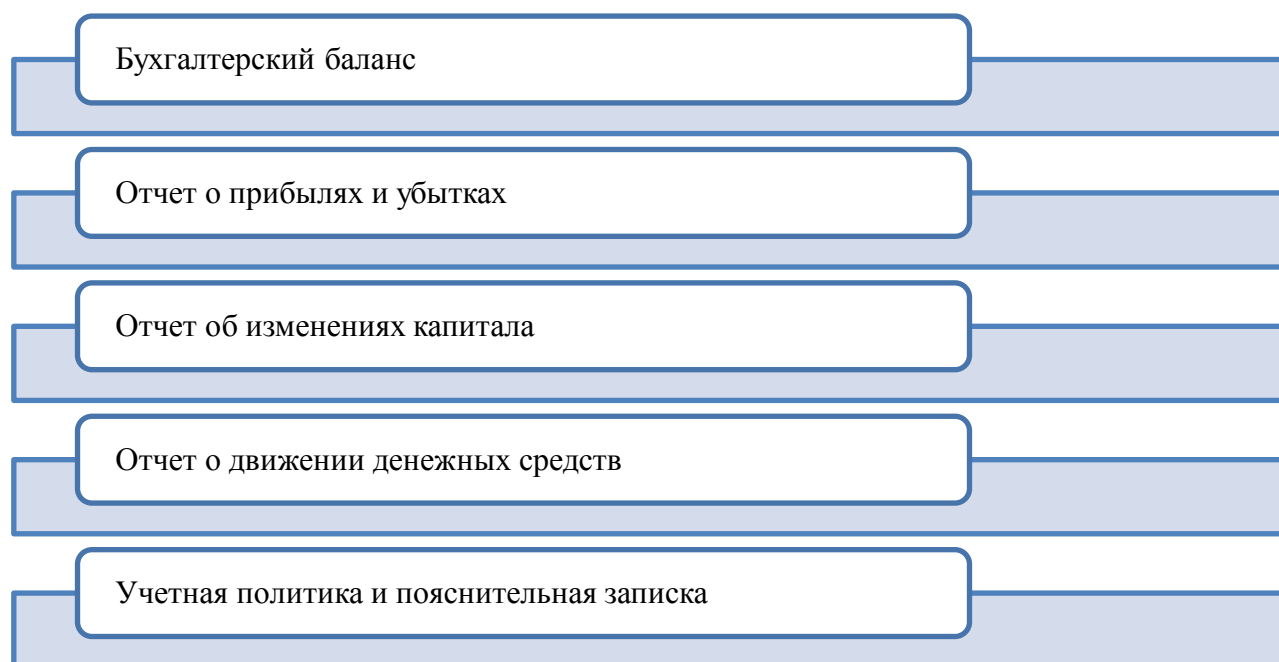 Бухгалтерский баланс
Отчет о прибылях и убытках
Отчет об изменениях капитала
Отчет о движении денежных средств
Учетная политика и пояснительная записка